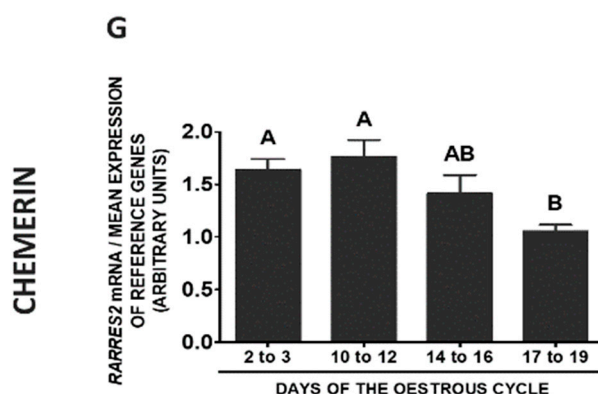 G
CHEMERIN
RARRES2 mRNA / MEAN EXPRESSION
OF REFERENCE GENES
(ARBITRARY UNITS)
2.0
1.5
1.0
0.5
0.0
A
A
AB
B
2 to 3
10 to 12
14 to 16
17 to 19
DAYS OF THE OESTROUS CYCLE